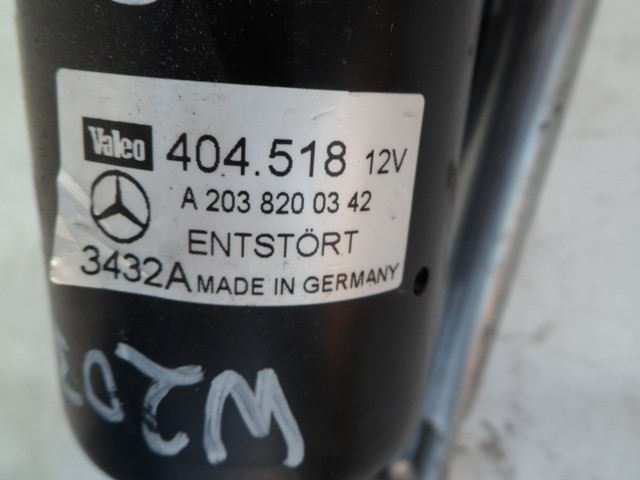 Valeo 404.518 12V
A 203 820 03 42
ENTSTÖRT
3432A MADE IN GERMANY
W203